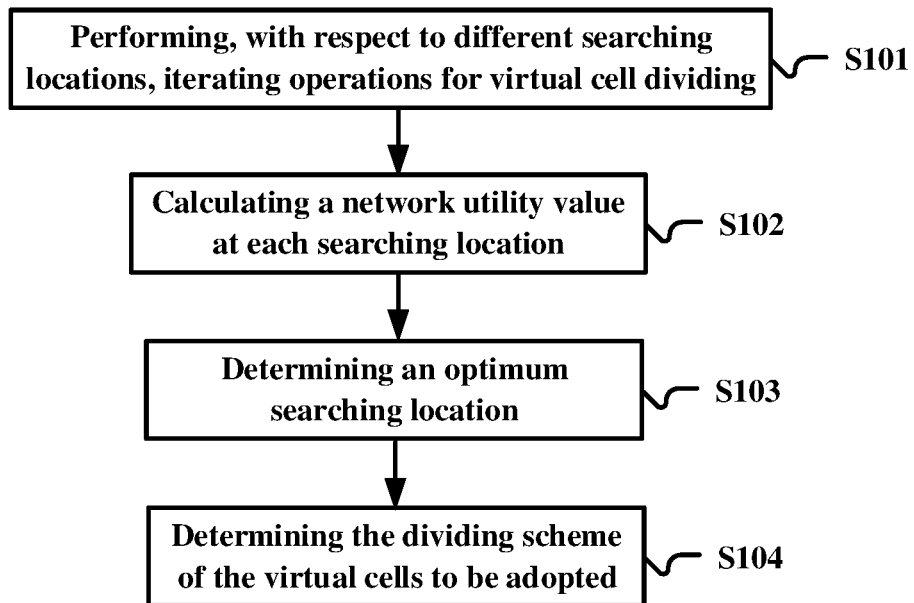 Performing, with respect to different searching
locations, iterating operations for virtual cell dividing
S101
Calculating a network utility value
at each searching location
S102
Determining an optimum
searching location
S103
Determining the dividing scheme
of the virtual cells to be adopted
S104